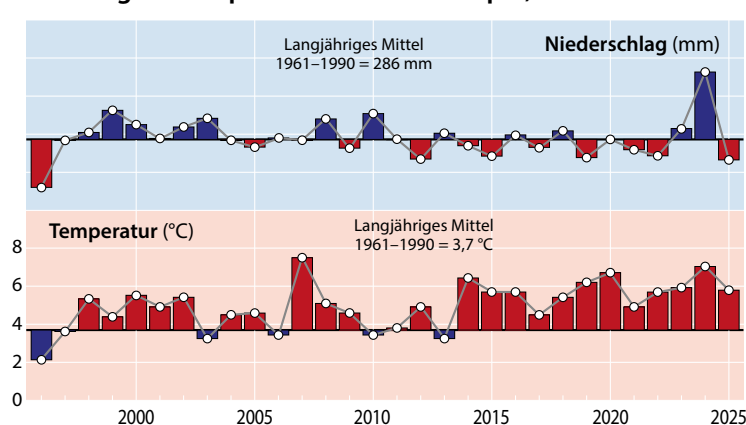 Langjähriges Mittel
1961–1990 = 286 mm
Niederschlag (mm)
Temperatur (°C)
Langjähriges Mittel
1961–1990 = 3,7 °C
8
6
4
2
0
2000 2005 2010 2015 2020 2025